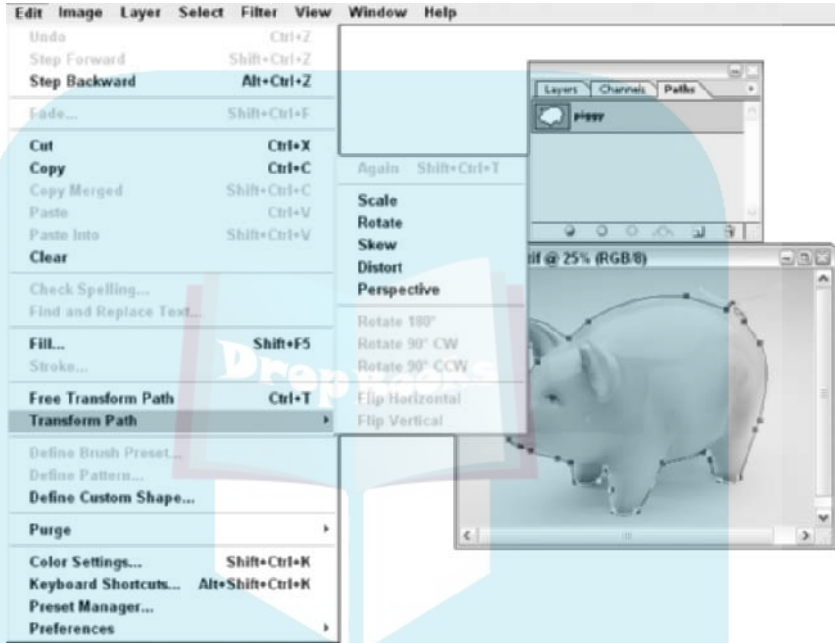 Edit Image Layer Select Filter View Window Help
Undo Ctrl+Z
Step Forward Shift+Ctrl+Z
Step Backward Alt+Ctrl+Z
Fade... Shift+Ctrl+F
Cut Ctrl+X
Copy Ctrl+C
Copy Merged Shift+Ctrl+C
Paste Ctrl+V
Paste Into Shift+Ctrl+V
Clear
Check Spelling...
Find and Replace Text...
Fill... Shift+F5
Stroke...
Free Transform Path Ctrl+T
Transform Path
Define Brush Preset...
Define Pattern...
Define Custom Shape...
Purge
Color Settings... Shift+Ctrl+K
Keyboard Shortcuts... Alt+Shift+Ctrl+K
Preset Manager...
Preferences
Again Shift+Ctrl+T
Scale
Rotate
Skew
Distort
Perspective
Rotate 180°
Rotate 90° CW
Rotate 90° CCW
Flip Horizontal
Flip Vertical
Layers Channels Paths
piggy
tif @ 25% (RGB/8)
DropBooks